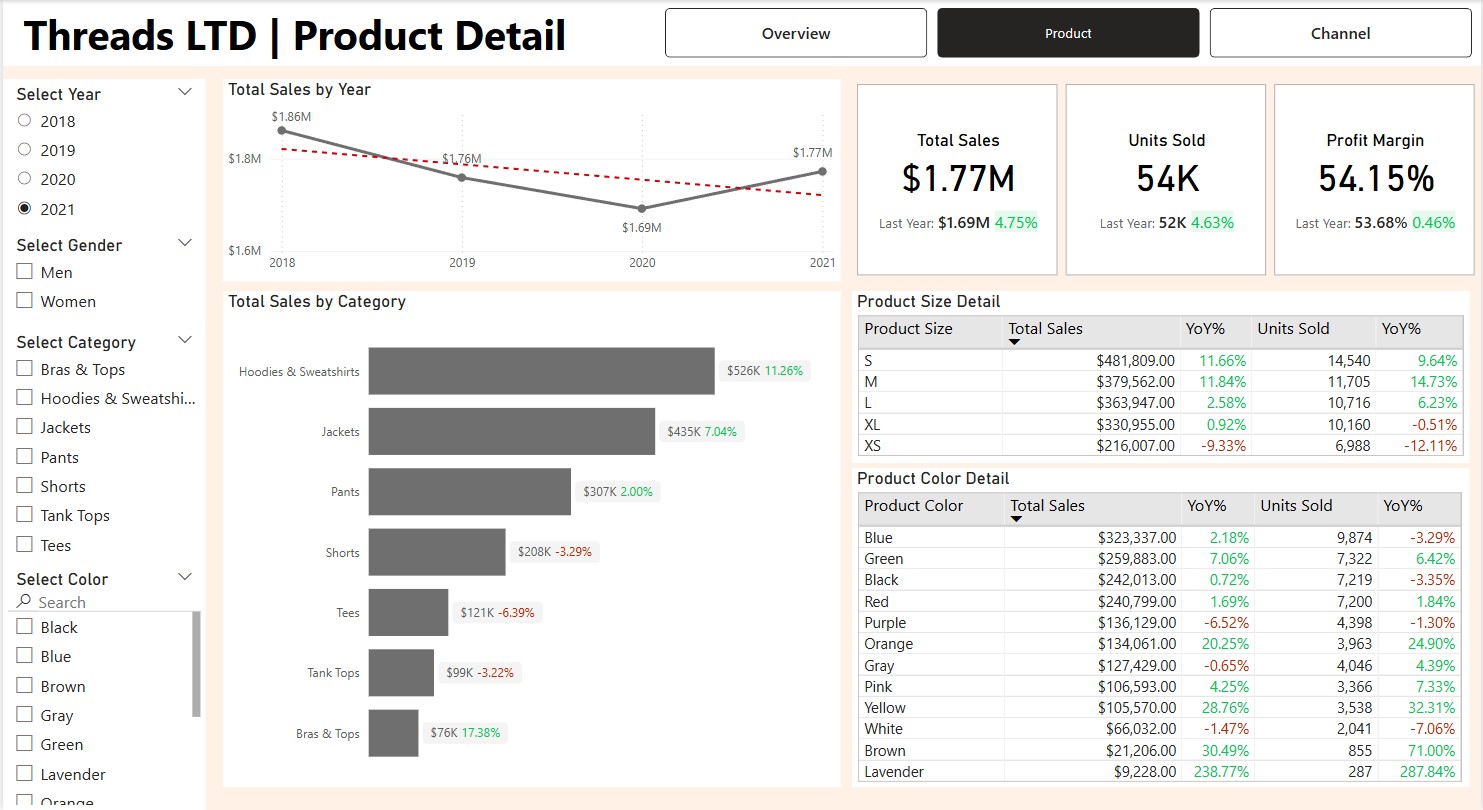 Threads LTD | Product Detail
Overview
Product
Channel
Select Year
2018
2019
2020
2021
Select Gender
Men
Women
Select Category
Bras & Tops
Hoodies & Sweatshi...
Jackets
Pants
Shorts
Tank Tops
Tees
Select Color
Search
Black
Blue
Brown
Gray
Green
Lavender
Orange
Total Sales by Year
$1.86M
$1.76M
$1.69M
$1.77M
$1.8M
$1.6M
2018 2019 2020 2021
Total Sales
$1.77M
Last Year: $1.69M 4.75%
Units Sold
54K
Last Year: 52K 4.63%
Profit Margin
54.15%
Last Year: 53.68% 0.46%
Total Sales by Category
Hoodies & Sweatshirts $526K 11.26%
Jackets $435K 7.04%
Pants $307K 2.00%
Shorts $208K -3.29%
Tees $121K -6.39%
Tank Tops $99K -3.22%
Bras & Tops $76K 17.38%
Product Size Detail
Product Size Total Sales YoY% Units Sold YoY%
S $481,809.00 11.66% 14,540 9.64%
M $379,562.00 11.84% 11,705 14.73%
L $363,947.00 2.58% 10,716 6.23%
XL $330,955.00 0.92% 10,160 -0.51%
XS $216,007.00 -9.33% 6,988 -12.11%
Product Color Detail
Product Color Total Sales YoY% Units Sold YoY%
Blue $323,337.00 2.18% 9,874 -3.29%
Green $259,883.00 7.06% 7,322 6.42%
Black $242,013.00 0.72% 7,219 -3.35%
Red $240,799.00 1.69% 7,200 1.84%
Purple $136,129.00 -6.52% 4,398 -1.30%
Orange $134,061.00 20.25% 3,963 24.90%
Gray $127,429.00 -0.65% 4,046 4.39%
Pink $106,593.00 4.25% 3,366 7.33%
Yellow $105,570.00 28.76% 3,538 32.31%
White $66,032.00 -1.47% 2,041 -7.06%
Brown $21,206.00 30.49% 855 71.00%
Lavender $9,228.00 238.77% 287 287.84%